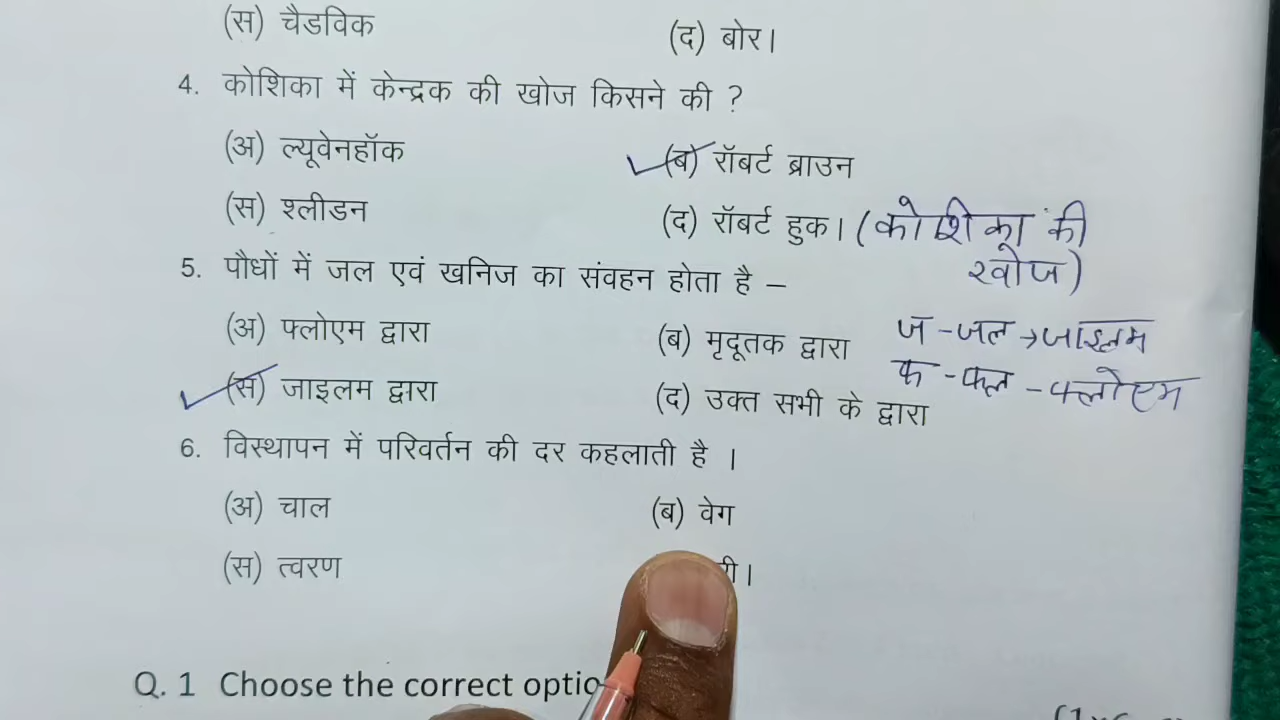 (स) चैडविक (द) बोर।
4. कोशिका में केन्द्रक की खोज किसने की ?
(अ) ल्यूवेनहॉक (ब) रॉबर्ट ब्राउन
(स) श्लीडन (द) रॉबर्ट हुक। (कोशिका की
खोज)
5. पौधों में जल एवं खनिज का संवहन होता है –
(अ) फ्लोएम द्वारा (ब) मृदूतक द्वारा ज - जल → जाइलम
(स) जाइलम द्वारा (द) उक्त सभी के द्वारा फ - फल - फ्लोएम
6. विस्थापन में परिवर्तन की दर कहलाती है ।
(अ) चाल (ब) वेग
(स) त्वरण
Q. 1 Choose the correct